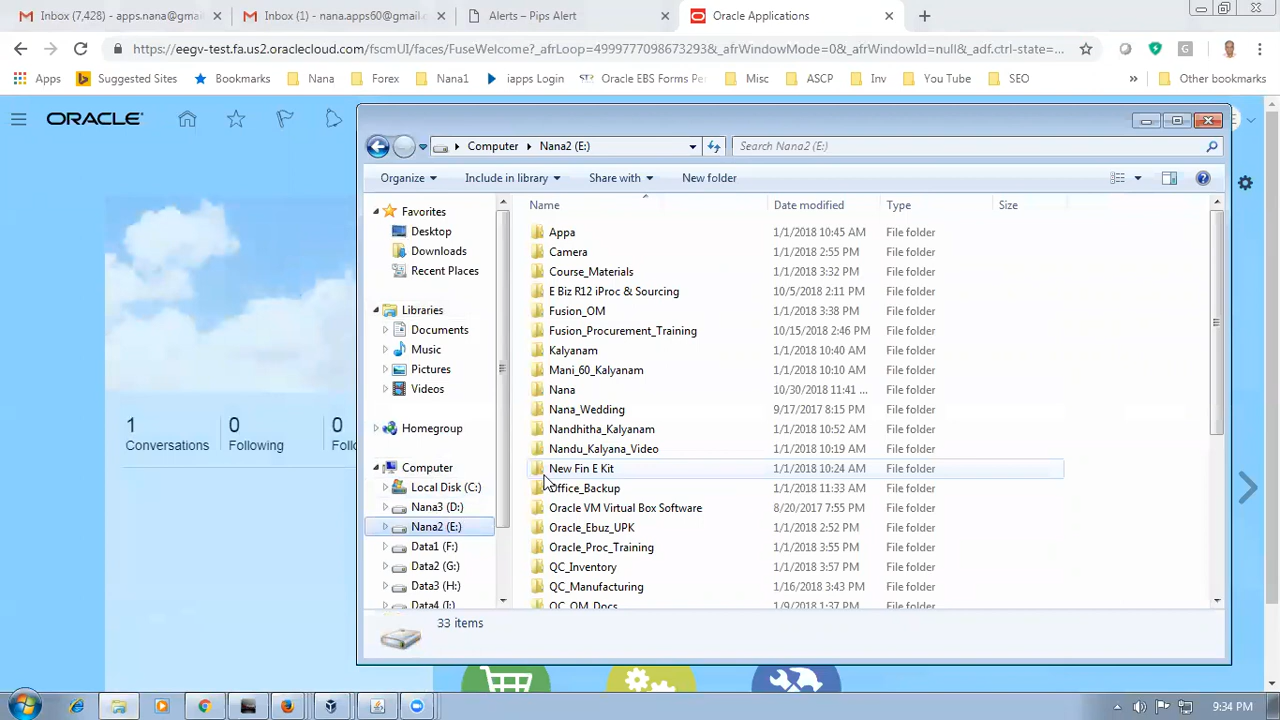 Inbox (7,428) - apps.nana@gma
Inbox (1) - nana.apps60@gmail.c
Alerts – Pips Alert
Oracle Applications
https://eegv-test.fa.us2.oraclecloud.com/fscmUI/faces/FuseWelcome?_afrLoop=49997770986732938&_afrWindowMode=0&_afrWindowId=null&_adf.ctrl-state=...
Apps
Suggested Sites
Bookmarks
Nana
Forex
Nana1
iapps Login
Oracle EBS Forms Pe
Misc
ASCP
Inv
You Tube
SEO
»
Other bookmarks
ORACLE
Computer
Nana2 (E:)
Search Nana2 (E:)
Organize
Include in library
Share with
New folder
Favorites
Desktop
Downloads
Recent Places
Libraries
Documents
Music
Pictures
Videos
Homegroup
Computer
Local Disk (C:)
Nana3 (D:)
Nana2 (E:)
Data1 (F:)
Data2 (G:)
Data3 (H:)
Data4 (I:)
Name Date modified Type Size
Appa 1/1/2018 10:45 AM File folder
Camera 1/1/2018 2:55 PM File folder
Course_Materials 1/1/2018 3:32 PM File folder
E Biz R12 iProc & Sourcing 10/5/2018 2:11 PM File folder
Fusion_OM 1/1/2018 3:38 PM File folder
Fusion_Procurement_Training 10/15/2018 2:46 PM File folder
Kalyanam 1/1/2018 10:40 AM File folder
Mani_60_Kalyanam 1/1/2018 10:10 AM File folder
Nana 10/30/2018 11:41 ... File folder
Nana_Wedding 9/17/2017 8:15 PM File folder
Nandhitha_Kalyanam 1/1/2018 10:52 AM File folder
Nandu_Kalyana_Video 1/1/2018 10:19 AM File folder
New Fin E Kit 1/1/2018 10:24 AM File folder
Office_Backup 1/1/2018 11:33 AM File folder
Oracle VM Virtual Box Software 8/20/2017 7:55 PM File folder
Oracle_Ebuz_UPK 1/1/2018 2:52 PM File folder
Oracle_Proc_Training 1/1/2018 3:55 PM File folder
QC_Inventory 1/1/2018 3:57 PM File folder
QC_Manufacturing 1/16/2018 3:43 PM File folder
QC_OM_Docs 1/9/2018 1:37 PM File folder
33 items
1
Conversations
0
Following
0
Follo
9:34 PM